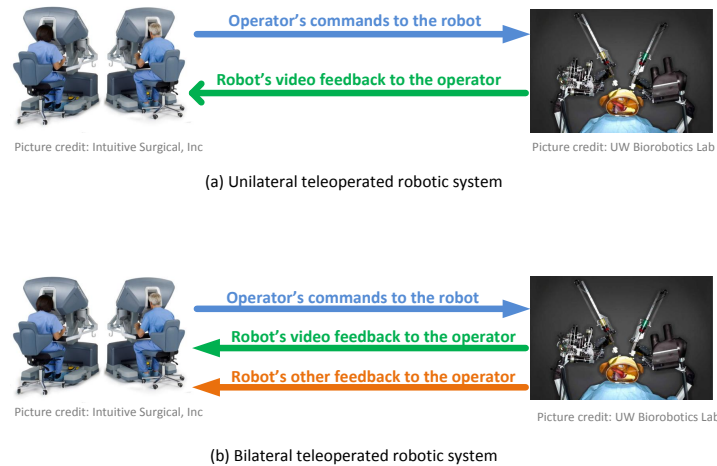 Operator's commands to the robot
Robot's video feedback to the operator
Picture credit: Intuitive Surgical, Inc
Picture credit: UW Biorobotics Lab
(a) Unilateral teleoperated robotic system
Operator's commands to the robot
Robot's video feedback to the operator
Robot's other feedback to the operator
Picture credit: Intuitive Surgical, Inc
Picture credit: UW Biorobotics Lab
(b) Bilateral teleoperated robotic system